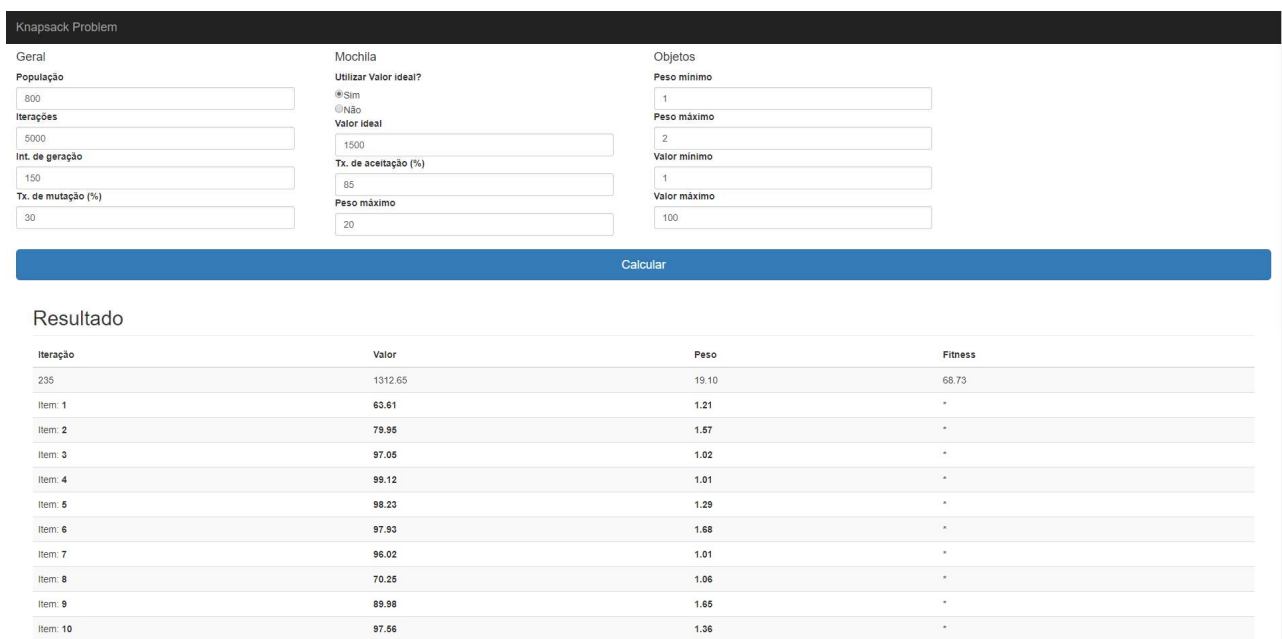 Knapsack Problem
Geral
População
800
Iterações
5000
Int. de geração
150
Tx. de mutação (%)
30
Mochila
Utilizar Valor ideal?
Sim
Não
Valor ideal
1500
Tx. de aceitação (%)
85
Peso máximo
20
Objetos
Peso mínimo
1
Peso máximo
2
Valor mínimo
1
Valor máximo
100
Calcular
Resultado
Iteração Valor Peso Fitness
235 1312.65 19.10 68.73
Item: 1 63.61 1.21 *
Item: 2 79.95 1.57 *
Item: 3 97.05 1.02 *
Item: 4 99.12 1.01 *
Item: 5 98.23 1.29 *
Item: 6 97.93 1.68 *
Item: 7 96.02 1.01 *
Item: 8 70.25 1.06 *
Item: 9 89.98 1.65 *
Item: 10 97.56 1.36 *